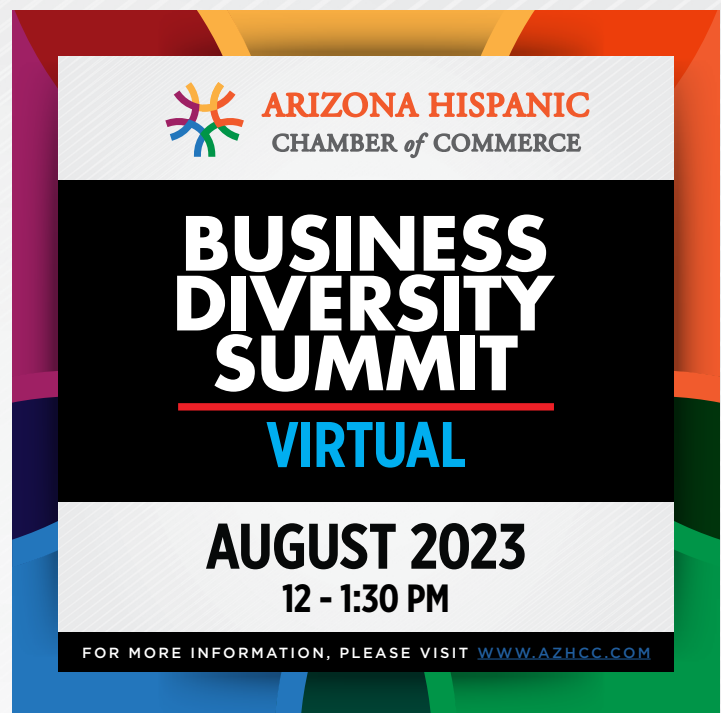 ARIZONA HISPANIC
CHAMBER of COMMERCE
BUSINESS
DIVERSITY
SUMMIT
VIRTUAL
AUGUST 2023
12 - 1:30 PM
FOR MORE INFORMATION, PLEASE VISIT WWW.AZHCC.COM